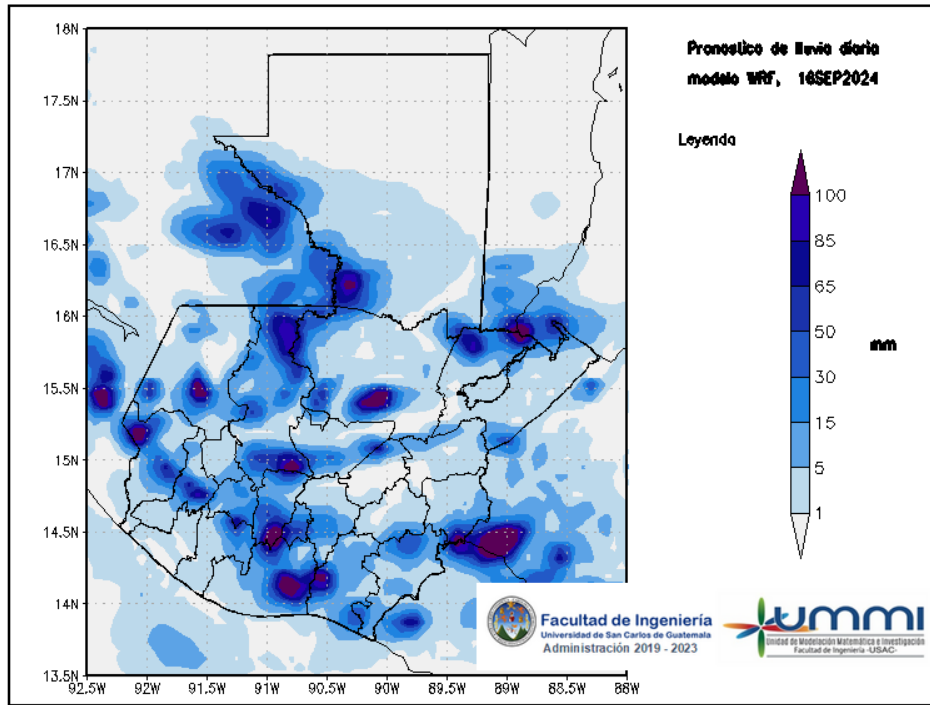 Pronostico de lluvia diaria
modelo WRF, 16SEP2024
Leyenda
100
85
65
50
30
15
5
1
mm
18N
17.5N
17N
16.5N
16N
15.5N
15N
14.5N
14N
13.5N
92.5W
92W
91.5W
91W
90.5W
90W
89.5W
89W
88.5W
88W
Facultad de Ingeniería
Universidad de San Carlos de Guatemala
Administración 2019 - 2023
UMMI
Unidad de Modelación Matemática e Investigación
Facultad de Ingeniería -USAC-